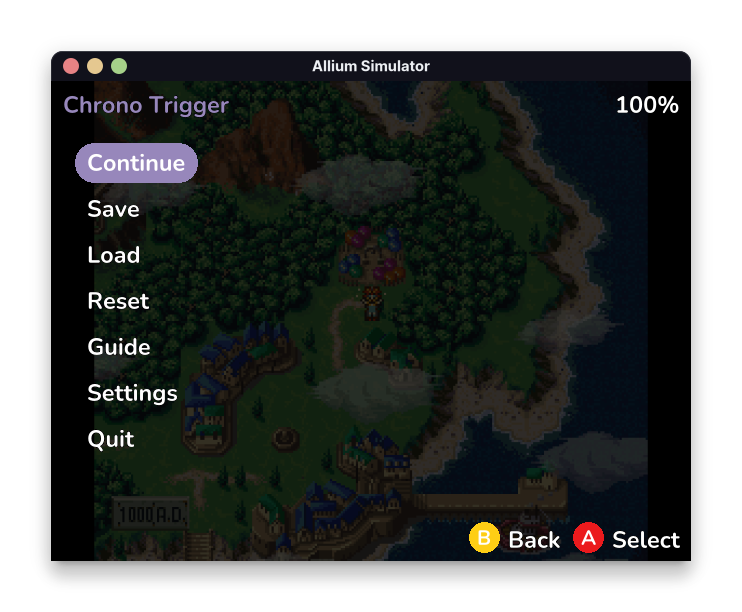 Allium Simulator
Chrono Trigger 100%
Continue
Save
Load
Reset
Guide
Settings
Quit
1000 A.D.
B Back A Select